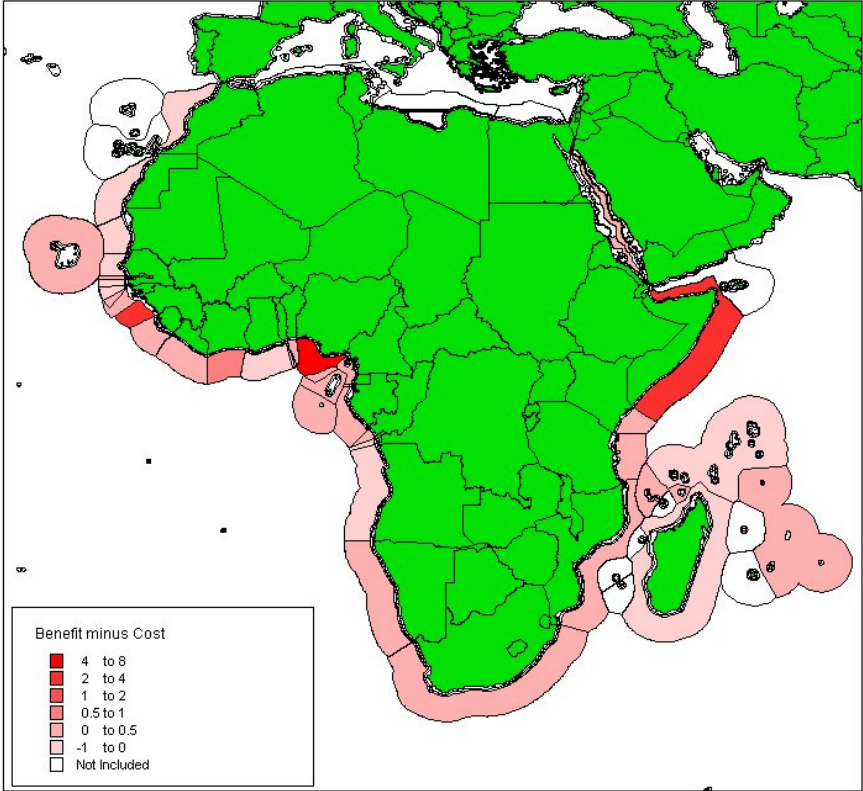 Benefit minus Cost
4 to 8
2 to 4
1 to 2
0.5 to 1
0 to 0.5
-1 to 0
Not Included